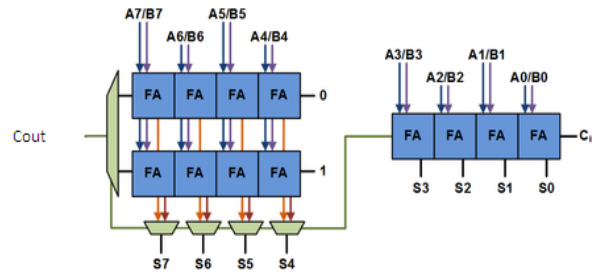 A7/B7 A5/B5
A6/B6 A4/B4
A3/B3 A1/B1
A2/B2 A0/B0
FA FA FA FA 0
FA FA FA FA Ci
Cout
FA FA FA FA 1
S3 S2 S1 S0
S7 S6 S5 S4